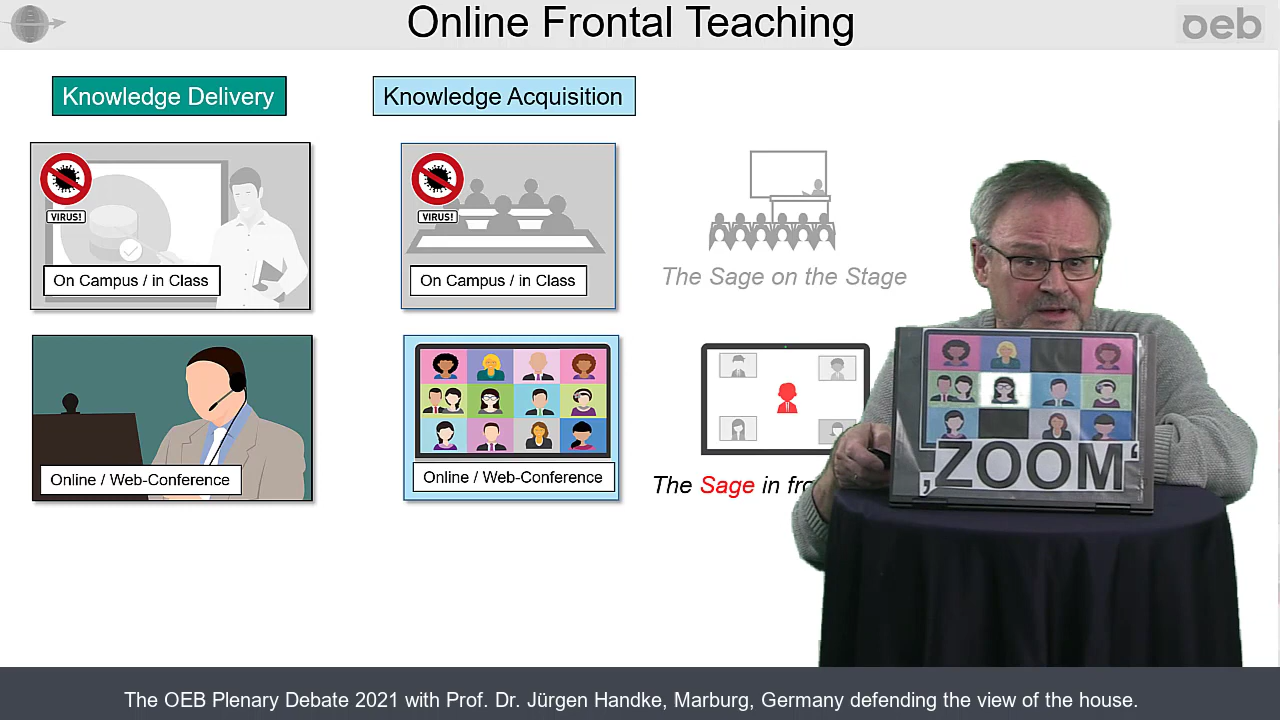 Online Frontal Teaching
oeb
Knowledge Delivery
Knowledge Acquisition
VIRUS!
On Campus / in Class
VIRUS!
On Campus / in Class
The Sage on the Stage
Online / Web-Conference
Online / Web-Conference
The Sage in
‚ZOOM‘
The OEB Plenary Debate 2021 with Prof. Dr. Jürgen Handke, Marburg, Germany defending the view of the house.